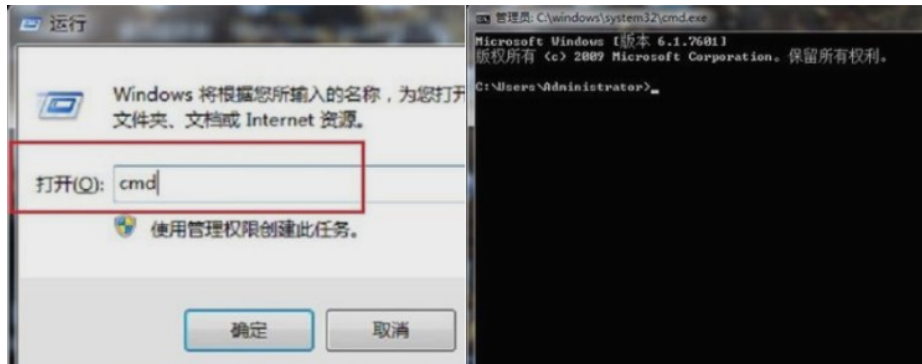 运行
Windows 将根据您所输入的名称，为您打开
文件夹、文档或 Internet 资源。
打开(O): cmd
使用管理权限创建此任务。
确定
取消
管理员: C:\windows\system32\cmd.exe
Microsoft Windows [版本 6.1.7601]
版权所有 <c> 2009 Microsoft Corporation。保留所有权利。
C:\Users\Administrator>_